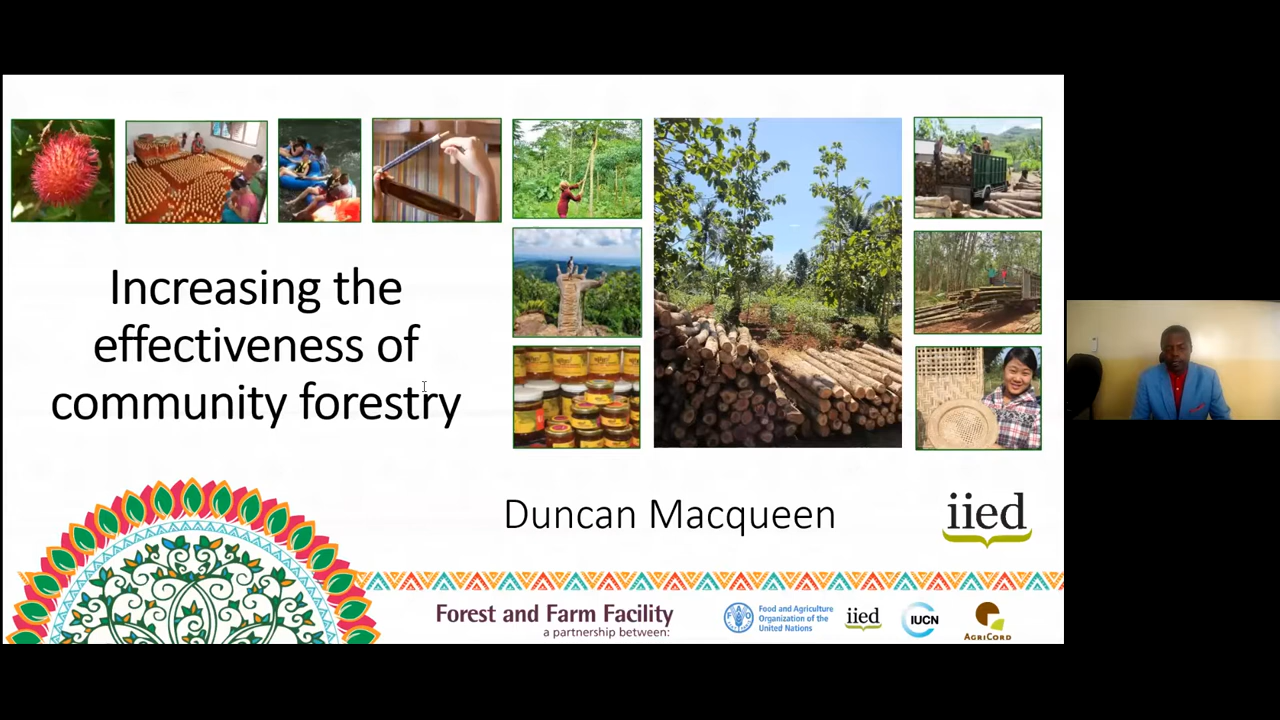 Increasing the
effectiveness of
community forestry
Duncan Macqueen
iied
Forest and Farm Facility
a partnership between:
FAO
Food and Agriculture
Organization of the
United Nations
iied
IUCN
AGRICORD